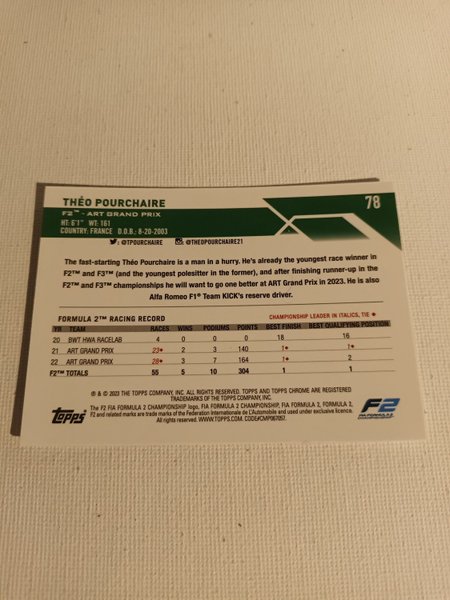 THÉO POURCHAIRE 78
F2™ - ART GRAND PRIX
HT: 6'1" WT: 161
COUNTRY: FRANCE D.O.B.: 8-20-2003
: @TPOURCHAIRE : @THEOPOURCHAIRE21
The fast-starting Théo Pourchaire is a man in a hurry. He's already the youngest race winner in
F2™ and F3™ (and the youngest polesitter in the former), and after finishing runner-up in the
F2™ and F3™ championships he will want to go one better at ART Grand Prix in 2023. He is also
Alfa Romeo F1® Team KICK's reserve driver.
FORMULA 2™ RACING RECORD CHAMPIONSHIP LEADER IN ITALICS, TIE ♦
YR TEAM RACES WINS PODIUMS POINTS BEST FINISH BEST QUALIFYING POSITION
20 BWT HWA RACELAB 4 0 0 0 18 16
21 ART GRAND PRIX 23♦ 2 3 140 1♦ 1♦
22 ART GRAND PRIX 28♦ 3 7 164 1♦ 2
F2™ TOTALS 55 5 10 304 1 1
® & © 2023 THE TOPPS COMPANY, INC. ALL RIGHTS RESERVED. TOPPS AND TOPPS CHROME ARE REGISTERED
TRADEMARKS OF THE TOPPS COMPANY, INC.
The F2 FIA FORMULA 2 CHAMPIONSHIP logo, FIA FORMULA 2 CHAMPIONSHIP, FIA FORMULA 2, FORMULA 2,
F2 and related marks are trade marks of the Federation Internationale de L'Automobile and used under exclusive licence.
All rights reserved. WWW.TOPPS.COM. CODE#CMP067057.
Topps
F2
FIA FORMULA 2
CHAMPIONSHIP